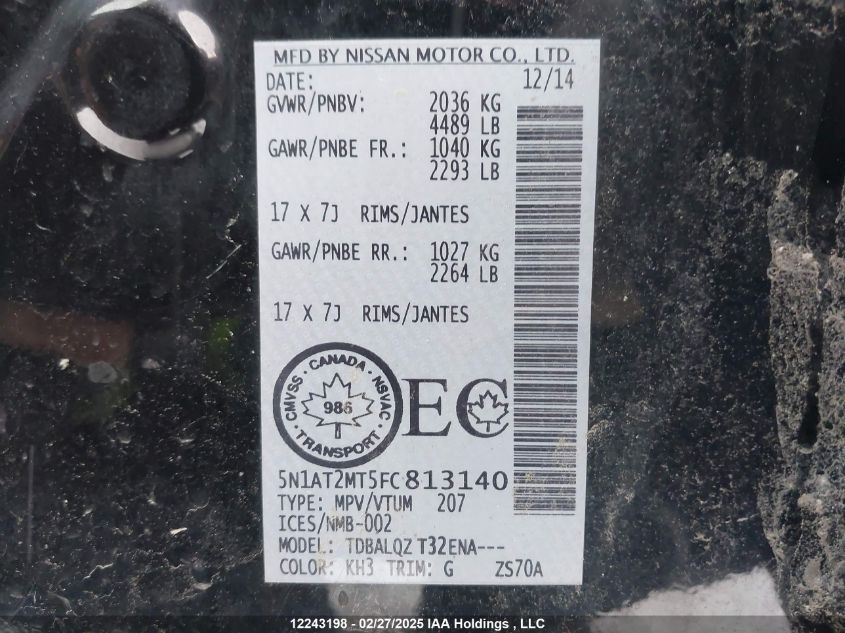 MFD BY NISSAN MOTOR CO., LTD.
DATE: 12/14
GVWR/PNBV: 2036 KG
4489 LB
GAWR/PNBE FR.: 1040 KG
2293 LB
17 X 7J RIMS/JANTES
GAWR/PNBE RR.: 1027 KG
2264 LB
17 X 7J RIMS/JANTES
CMVSS · CANADA · NSVAC · TRANSPORT ·
986
EC
5N1AT2MT5FC813140
TYPE: MPV/VTUM 207
ICES/NMB-002
MODEL: TDBALQZ T32ENA---
COLOR: KH3 TRIM: G ZS70A
12243198 - 02/27/2025 IAA Holdings , LLC